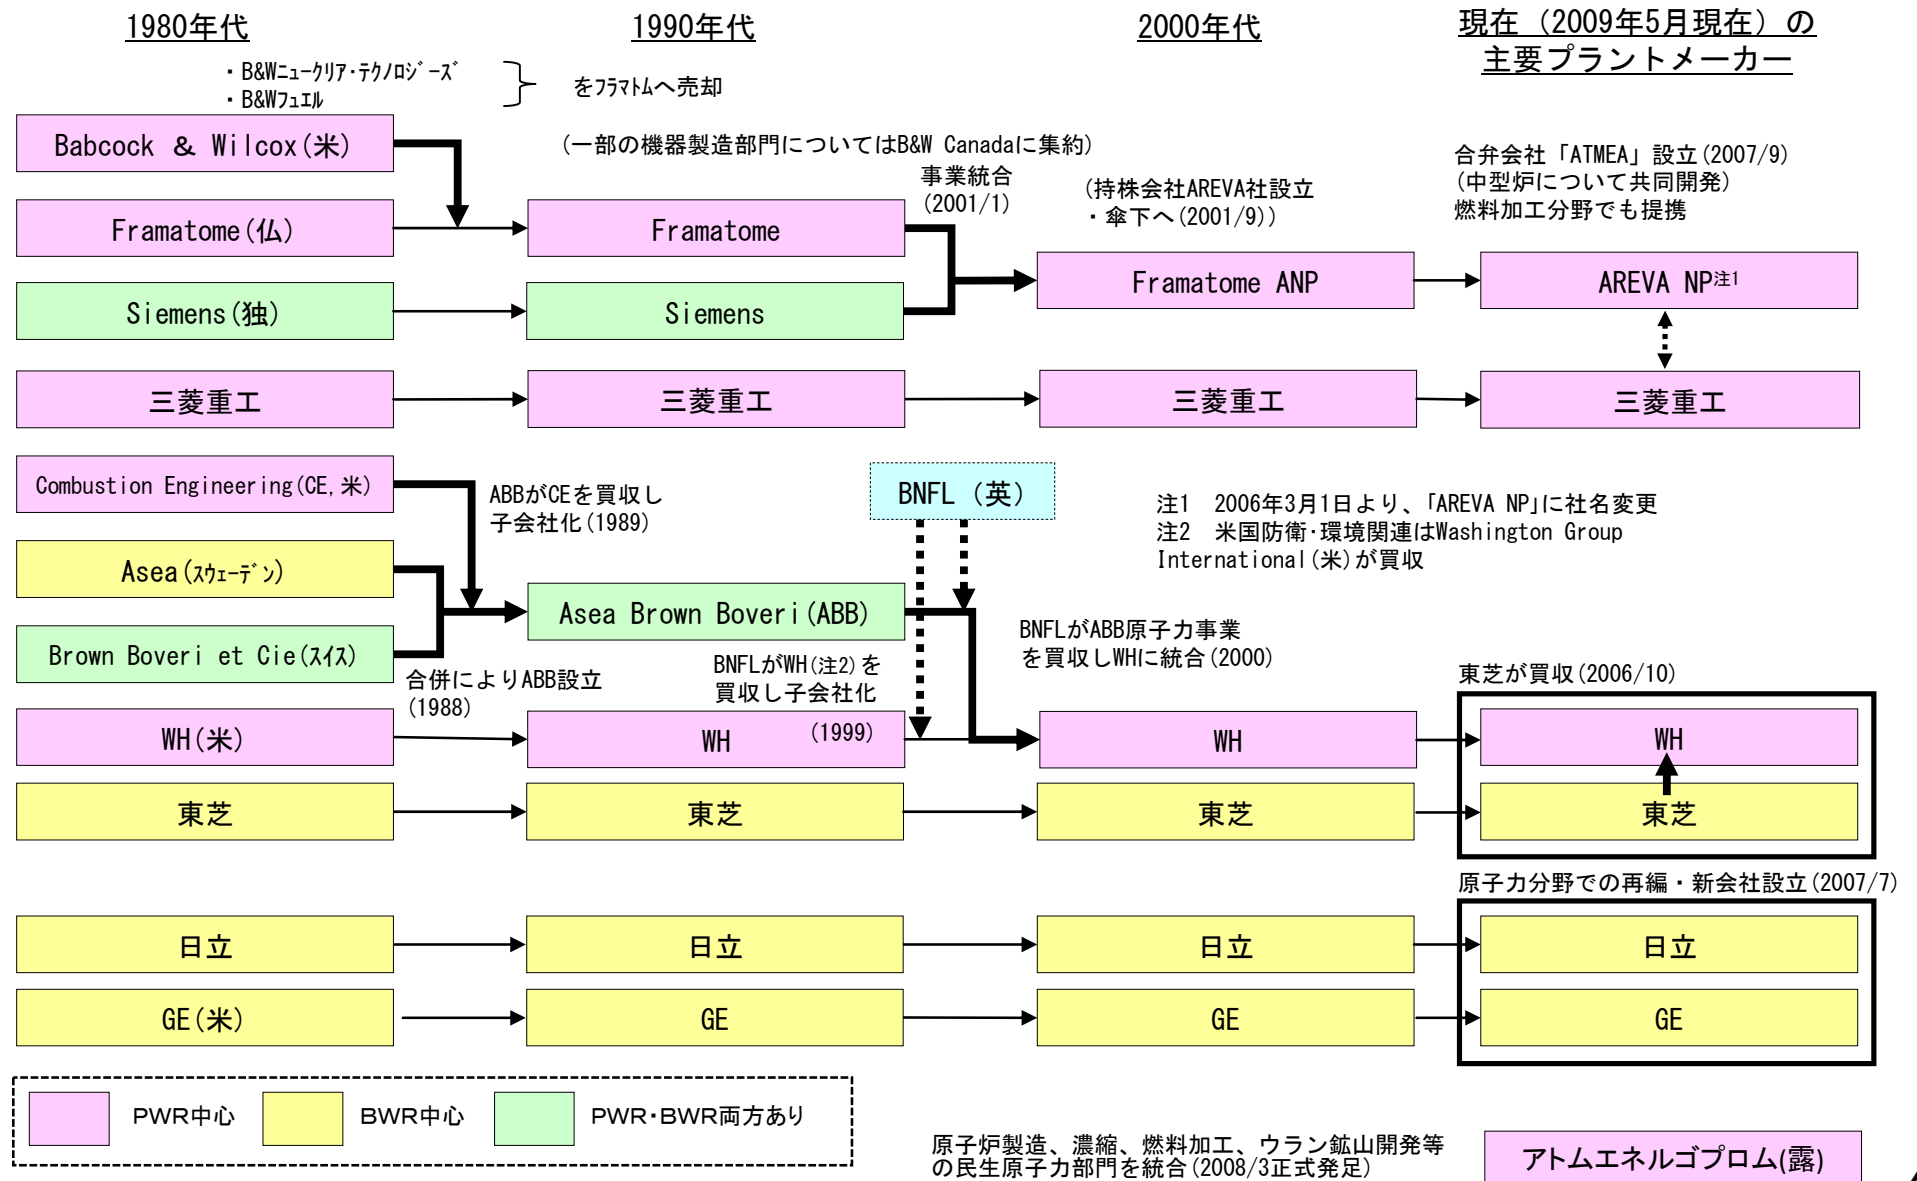 1980年代
1990年代
2000年代
現在（2009年5月現在）の
主要プラントメーカー
・B&Wニュークリア・テクノロジーズ
・B&Wフュエル
をフラマトムへ売却
Babcock ＆ Wilcox(米)
(一部の機器製造部門についてはB&W Canadaに集約)
事業統合
(2001/1)
(持株会社AREVA社設立
・傘下へ(2001/9))
合弁会社「ATMEA」設立(2007/9)
(中型炉について共同開発)
燃料加工分野でも提携
Framatome(仏)
Framatome
Framatome ANP
AREVA NP注1
Siemens(独)
Siemens
三菱重工
三菱重工
三菱重工
三菱重工
Combustion Engineering(CE,米)
ABBがCEを買収し
子会社化(1989)
BNFL（英）
注1　2006年3月1日より、「AREVA NP」に社名変更
注2　米国防衛・環境関連はWashington Group
International(米)が買収
Asea(スウェーデン)
Asea Brown Boveri(ABB)
Brown Boveri et Cie(スイス)
合併によりABB設立
(1988)
BNFLがWH(注2)を
買収し子会社化
(1999)
BNFLがABB原子力事業
を買収しWHに統合(2000)
東芝が買収(2006/10)
WH(米)
WH
WH
WH
東芝
東芝
東芝
東芝
原子力分野での再編・新会社設立(2007/7)
日立
日立
日立
日立
GE(米)
GE
GE
GE
PWR中心
BWR中心
PWR・BWR両方あり
原子炉製造、濃縮、燃料加工、ウラン鉱山開発等
の民生原子力部門を統合(2008/3正式発足)
アトムエネルゴプロム(露)